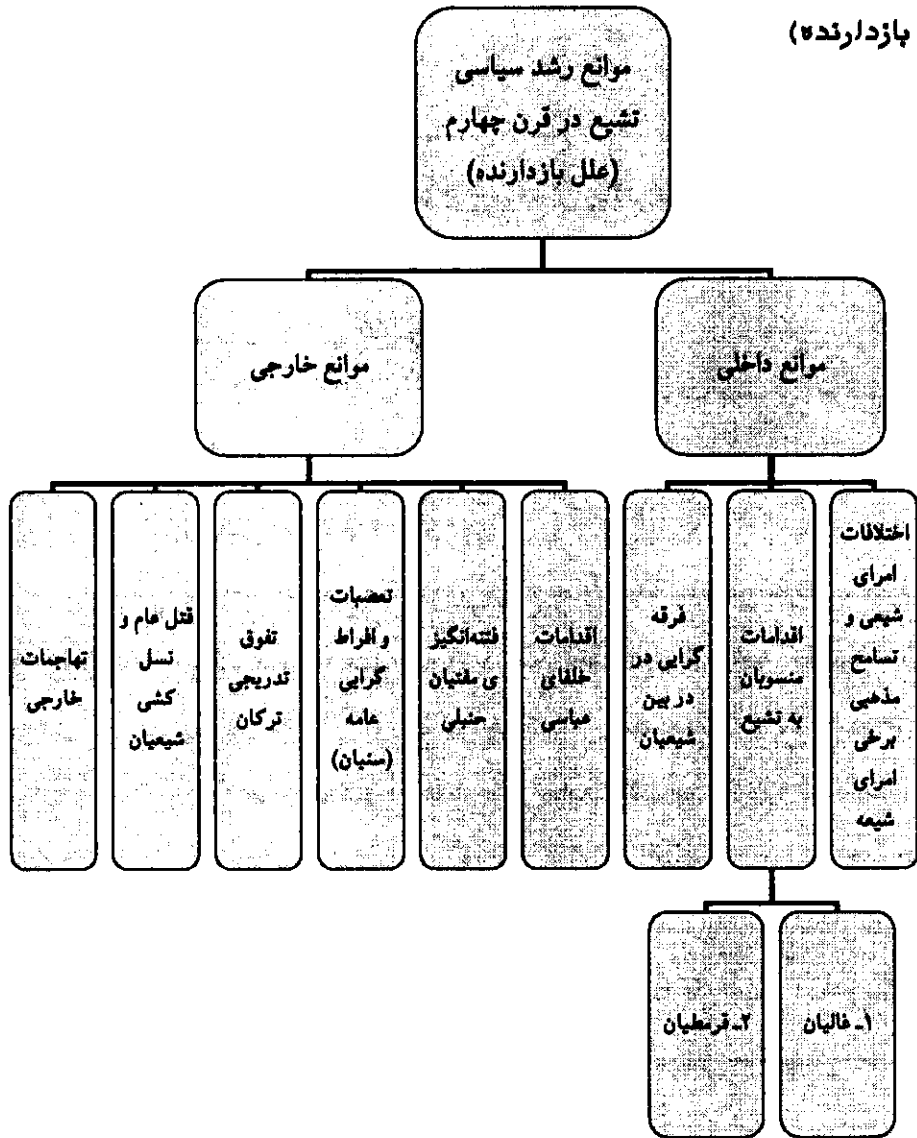 بازدارنده)
موانع رشد سیاسی
تشیع در قرن چهارم
(علل بازدارنده)
موانع داخلی
موانع خارجی
اختلافات
امرای
شیعی و
تسامح
مذهبی
برخی
امرای
شیعه
اقدامات
منسوبان
به تشیع
فرقه
گرایی در
بین
شیعیان
اقدامات
خلفای
عباسی
فتنه‌انگیز
ی مفتیان
حنبلی
تعصبات
و افراط
گرایی
عامه
(سنیان)
تفوق
تدریجی
ترکان
قتل عام و
نسل
کشی
شیعیان
تهاجمات
خارجی
۱ـ غالیان
۲ـ قرمطیان